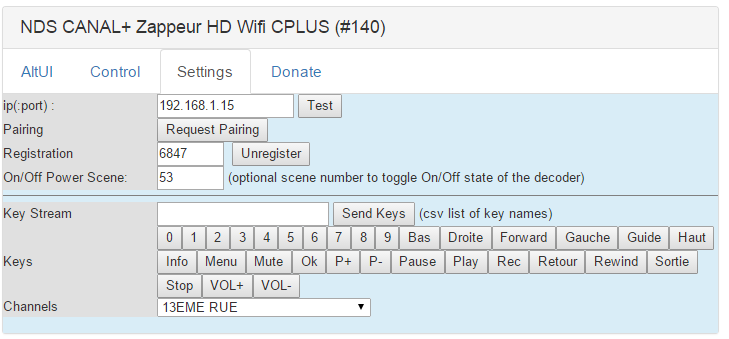 NDS CANAL+ Zappeur HD Wifi CPLUS (#140)
AltUI Control Settings Donate
ip(:port) : 192.168.1.15 Test
Pairing Request Pairing
Registration 6847 Unregister
On/Off Power Scene: 53 (optional scene number to toggle On/Off state of the decoder)
Key Stream Send Keys (csv list of key names)
0 1 2 3 4 5 6 7 8 9 Bas Droite Forward Gauche Guide Haut
Keys Info Menu Mute Ok P+ P- Pause Play Rec Retour Rewind Sortie
Stop VOL+ VOL-
Channels 13EME RUE